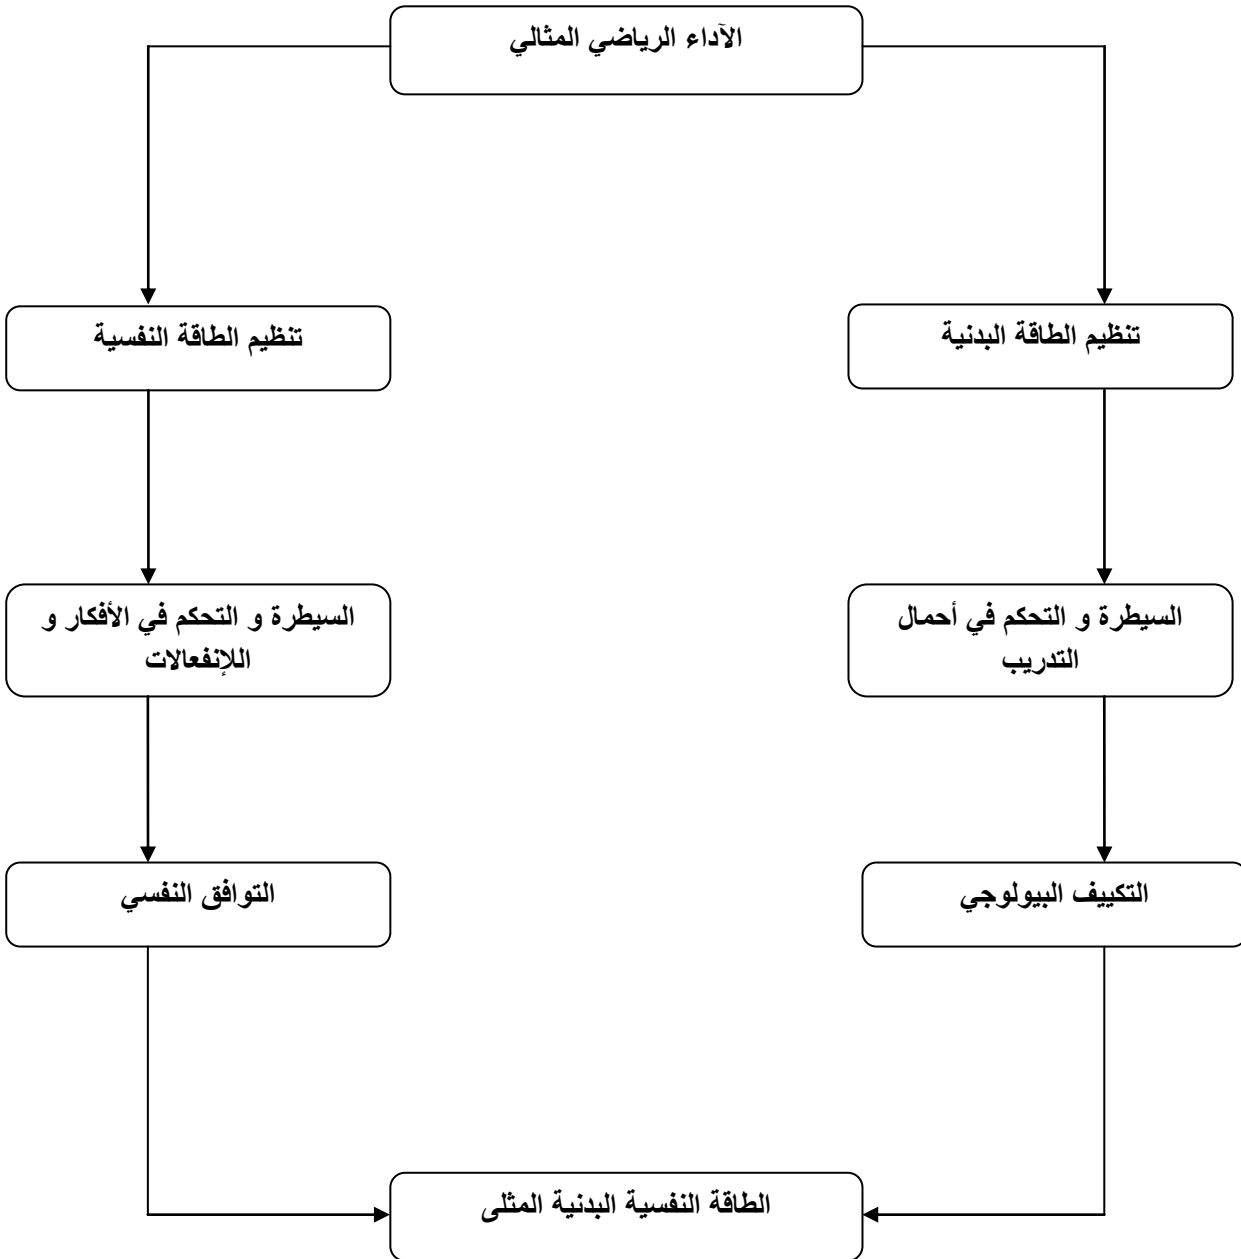 الآداء الرياضي المثالي
تنظيم الطاقة البدنية
تنظيم الطاقة النفسية
السيطرة و التحكم في أحمال
التدريب
السيطرة و التحكم في الأفكار و
اللإنفعالات
التكييف البيولوجي
التوافق النفسي
الطاقة النفسية البدنية المثلى